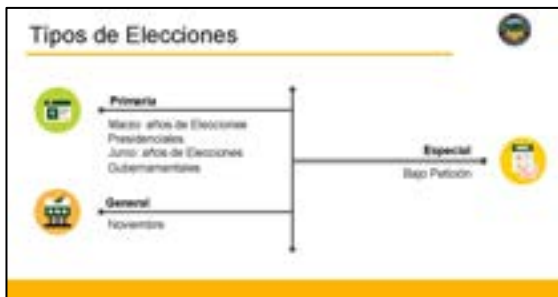 Tipos de Elecciones
Primaria
Marzo: años de Elecciones
Presidenciales
Junio: años de Elecciones
Gubernamentales
General
Noviembre
Especial
Bajo Petición